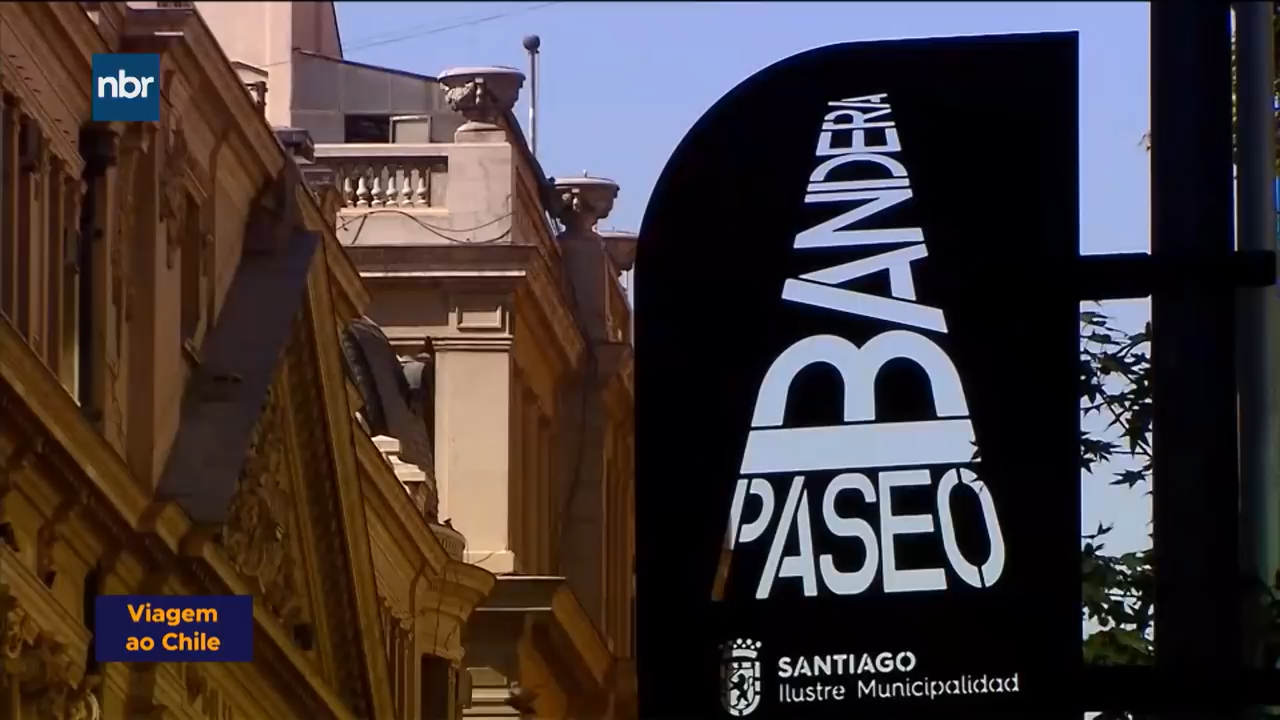 nbr
BANDERA
PASEO
SANTIAGO
Ilustre Municipalidad
Viagem
ao Chile